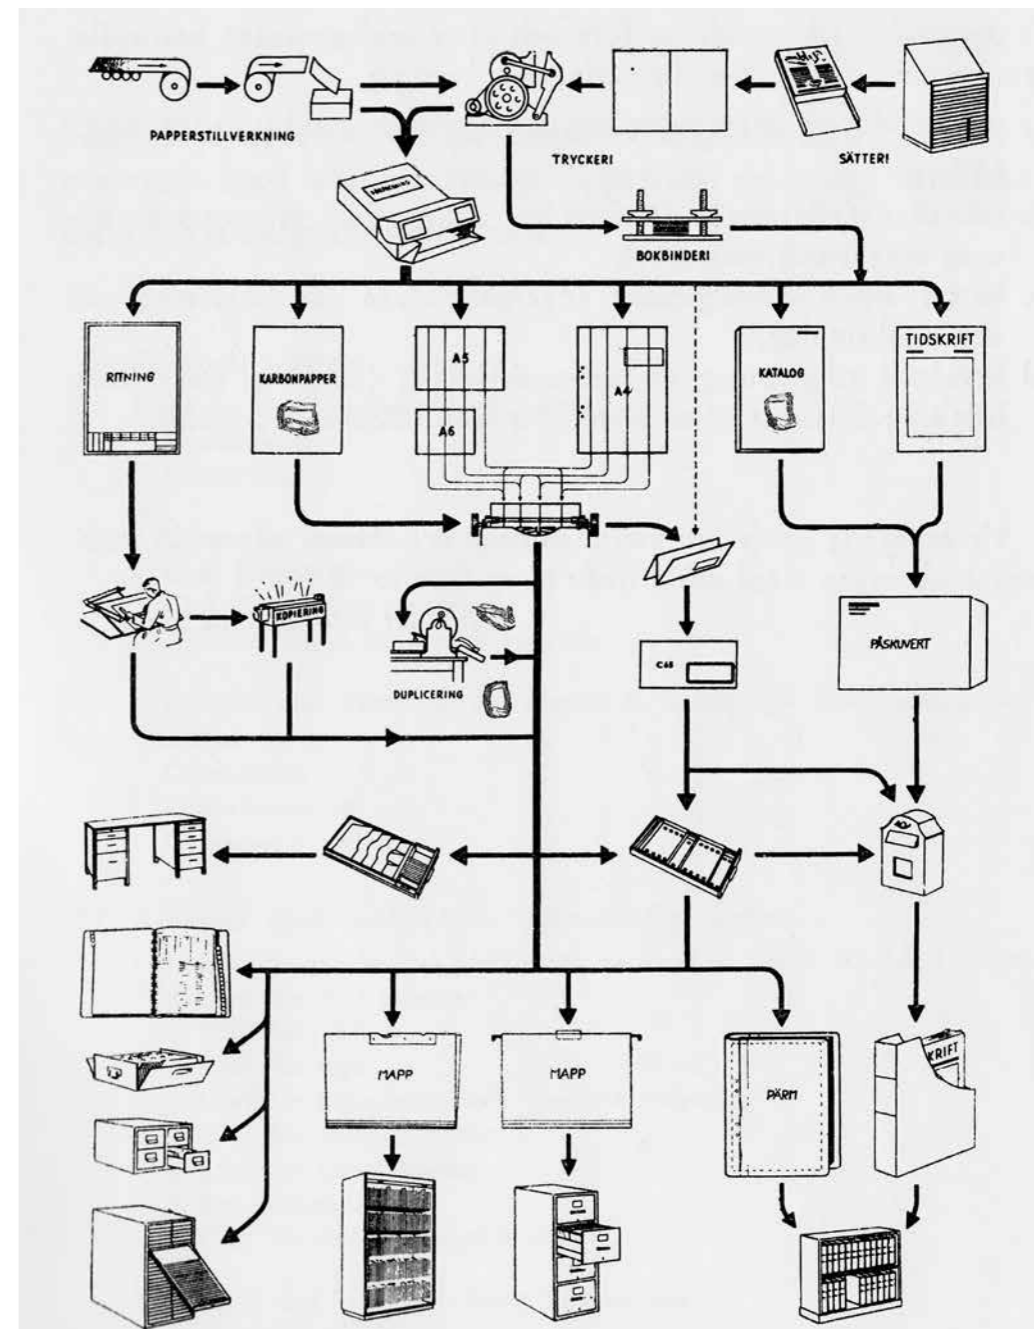 PAPPERSTILLVERKNING
TRYCKERI
SÄTTERI
BOKBINDERI
RITNING
KARBONPAPPER
A5
A6
A4
KATALOG
TIDSKRIFT
KOPIERING
DUPLICERING
C65
PÅSKUVERT
MAPP
MAPP
PÄRM
KRIFT